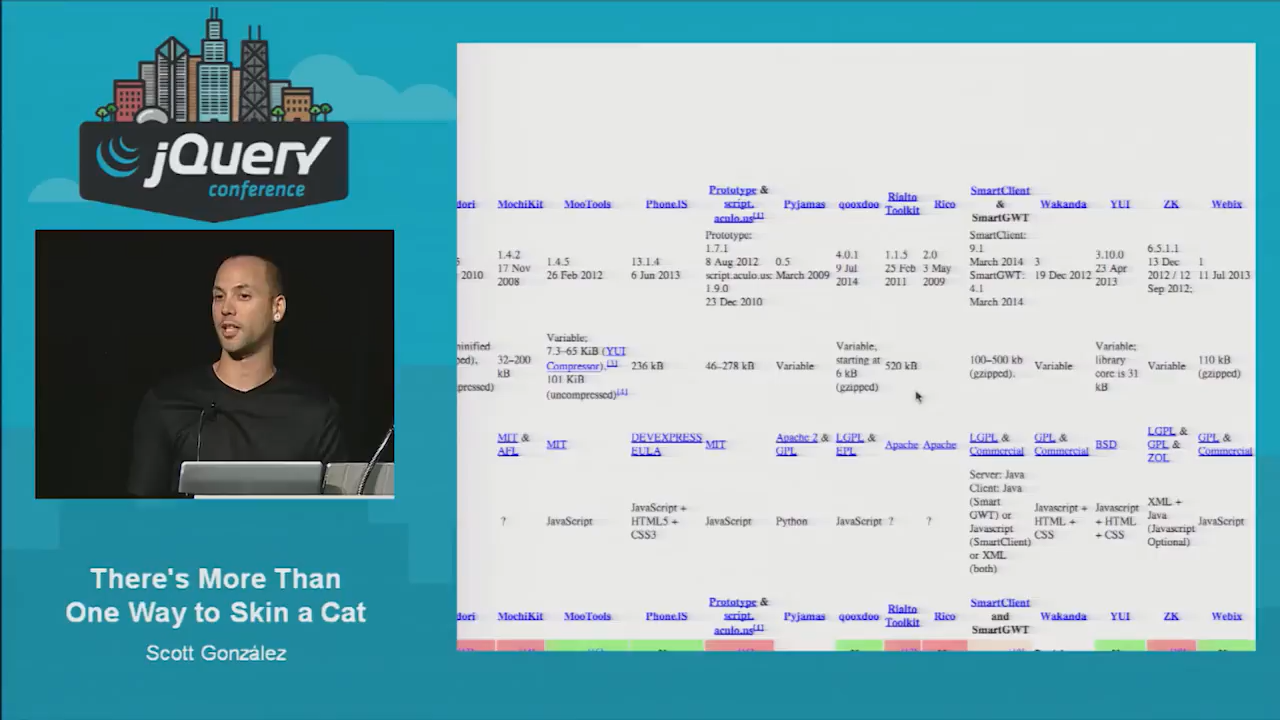 jQuery
conference
There's More Than
One Way to Skin a Cat
Scott González
dori MochiKit MooTools PhoneJS Prototype & script.aculo.us[1] Pyjamas qooxdoo Rialto Toolkit Rico SmartClient & SmartGWT Wakanda YUI ZK Webix
2010
1.4.2 17 Nov 2008
1.4.5 26 Feb 2012
13.1.4 6 Jun 2013
Prototype: 1.7.1 8 Aug 2012 script.aculo.us: 1.9.0 23 Dec 2010
0.5 March 2009
4.0.1 9 Jul 2014
1.1.5 25 Feb 2011
2.0 3 May 2009
SmartClient: 9.1 March 2014 SmartGWT: 4.1 March 2014
3 19 Dec 2012
3.10.0 23 Apr 2013
6.5.1.1 13 Dec 2012 / 12 Sep 2012;
1 11 Jul 2013
32–200 kB
Variable; 7.3–65 KiB (YUI Compressor),[3] 101 KiB (uncompressed)[4]
236 kB
46–278 kB
Variable
Variable, starting at 6 kB (gzipped)
520 kB
100–500 kb (gzipped).
Variable
Variable; library core is 31 kB
Variable
110 kB (gzipped)
MIT & AFL
MIT
DEVEXPRESS EULA
MIT
Apache 2 & GPL
LGPL & EPL
Apache
Apache
LGPL & Commercial
GPL & Commercial
BSD
LGPL & GPL & ZOL
GPL & Commercial
?
JavaScript
JavaScript + HTML5 + CSS3
JavaScript
Python
JavaScript
?
?
Server: Java Client: Java (Smart GWT) or Javascript (SmartClient) or XML (both)
Javascript + HTML + CSS
Javascript + HTML + CSS
XML + Java (Javascript Optional)
JavaScript
dori MochiKit MooTools PhoneJS Prototype & script.aculo.us[1] Pyjamas qooxdoo Rialto Toolkit Rico SmartClient and SmartGWT Wakanda YUI ZK Webix